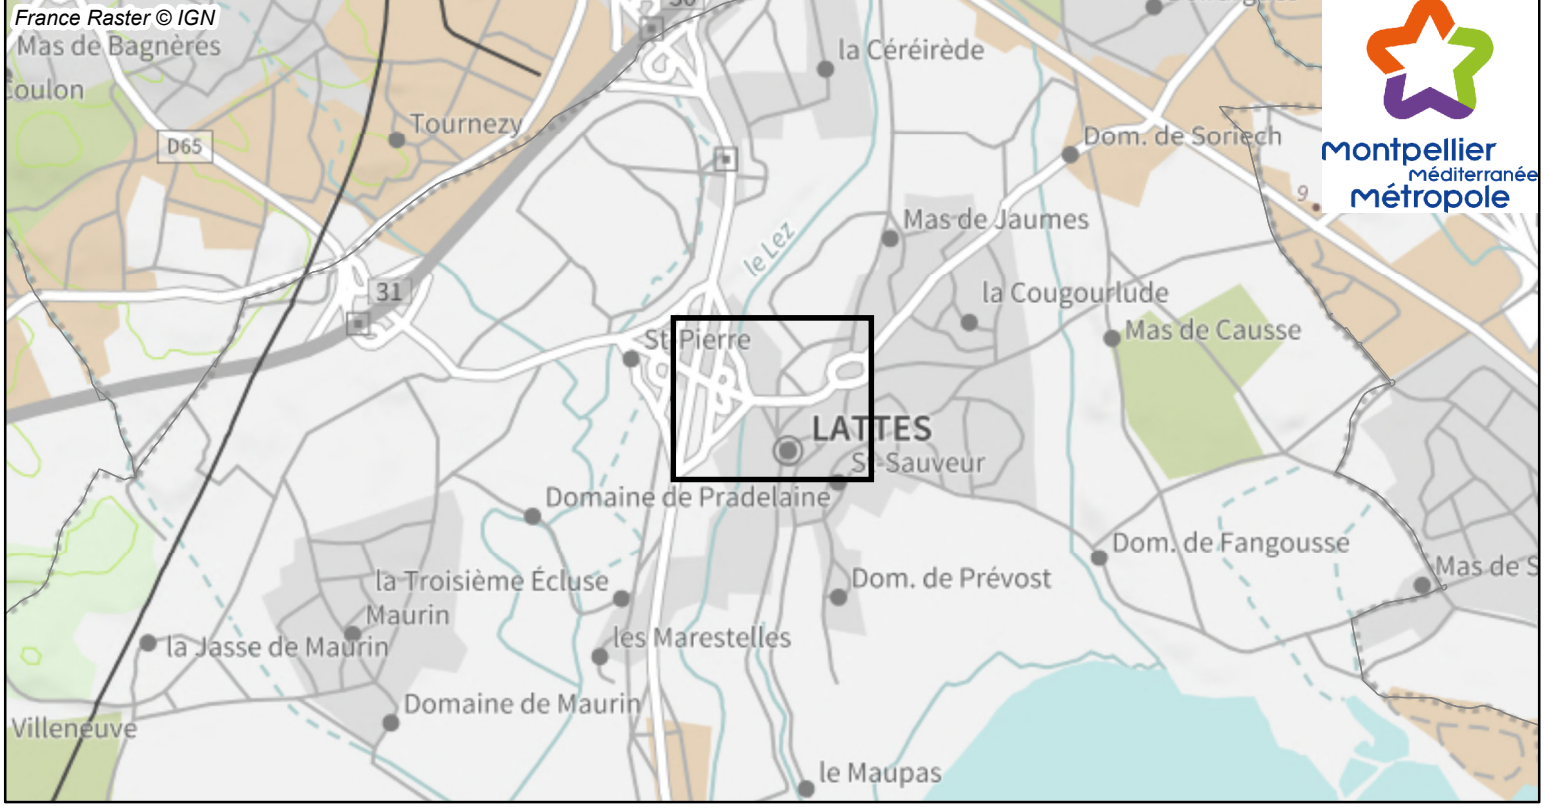 France Raster © IGN
30
Mas de Bagnères
la Céréirède
coulon
Tournezy
D65
Dom. de Soriech
montpellier
méditerranée
métropole
9
Mas de Jaumes
le Lez
31
la Cougourlude
Mas de Causse
St-Pierre
LATTES
St-Sauveur
Domaine de Pradelaine
Dom. de Fangousse
Mas de S
la Troisième Écluse
Dom. de Prévost
Maurin
les Marestelles
la Jasse de Maurin
Domaine de Maurin
Villeneuve
le Maupas